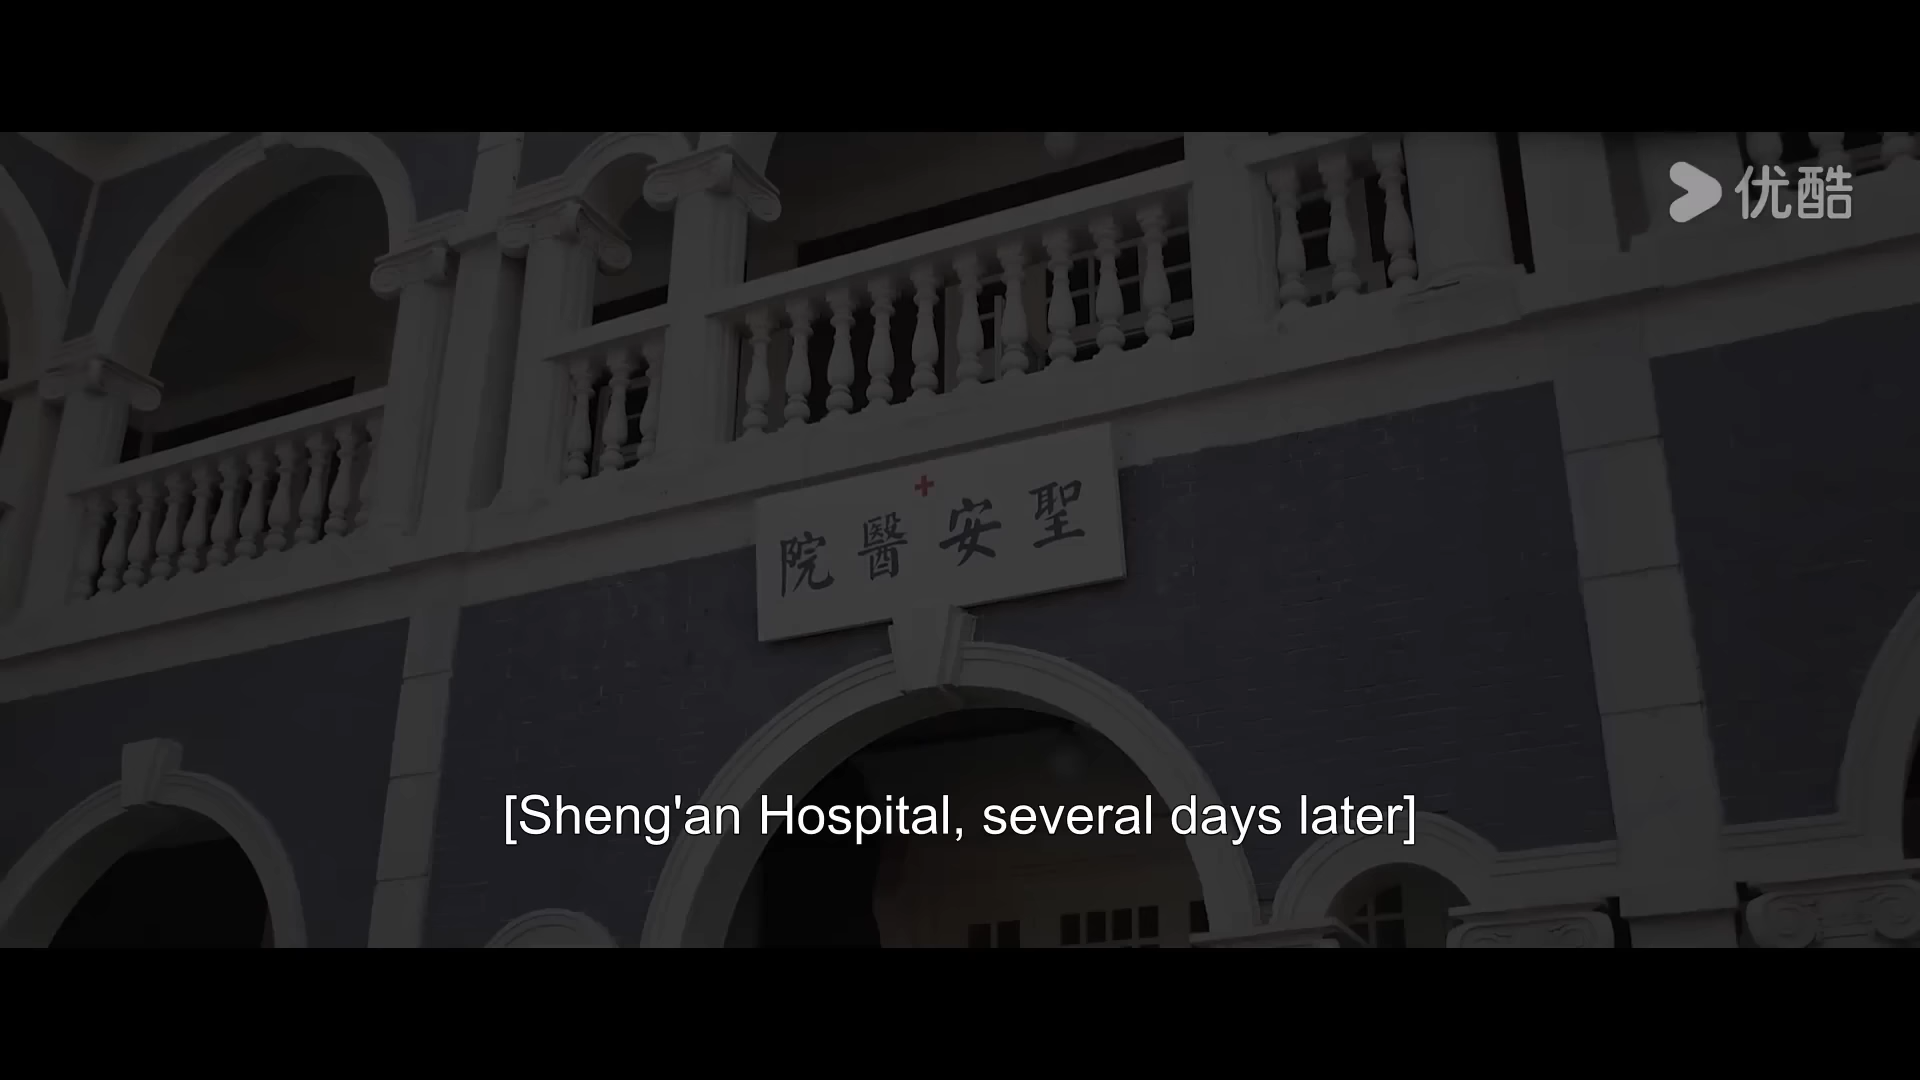 优酷
院醫安聖
[Sheng'an Hospital, several days later]